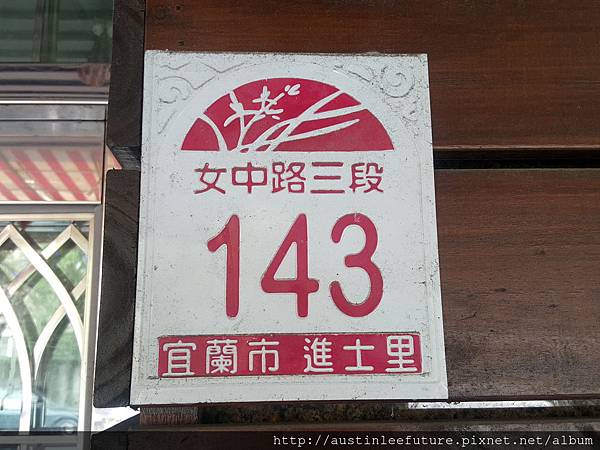 女中路三段
143
宜蘭市 進士里
http://austinleefuture.pixnet.net/album